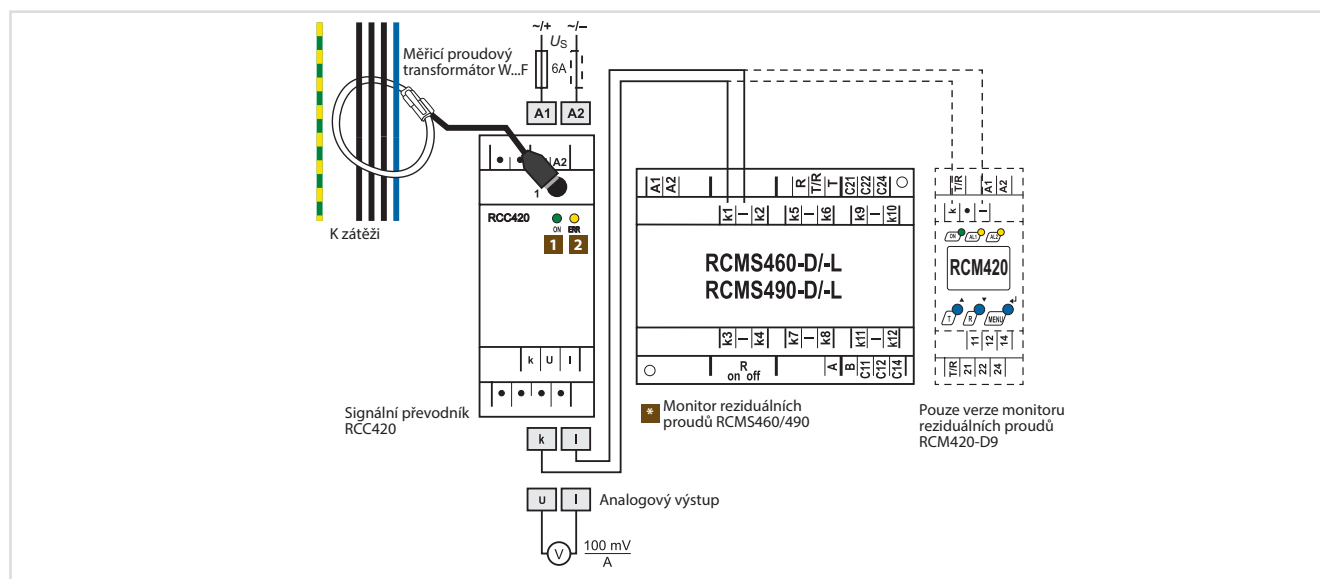 ~/+ ~/–
US
Měřicí proudový
transformátor W...F
6A
A1 A2
A2
1
RCC420
ON ERR
1 2
K zátěži
k U I
Signální převodník
RCC420
k l
U l
Analogový výstup
V
100 mV
A
A1 A2 R T/R T C21 C22 C24
k1 l k2 k5 l k6 k9 l k10
RCMS460-D/-L
RCMS490-D/-L
k3 l k4 k7 l k8 k11 l k12
R
on off
A B C11 C12 C14
* Monitor reziduálních
proudů RCMS460/490
T/R A1 A2
k l
ON AL1 AL2
RCM420
T R MENU
11 12 14
T/R 21 22 24
Pouze verze monitoru
reziduálních proudů
RCM420-D9